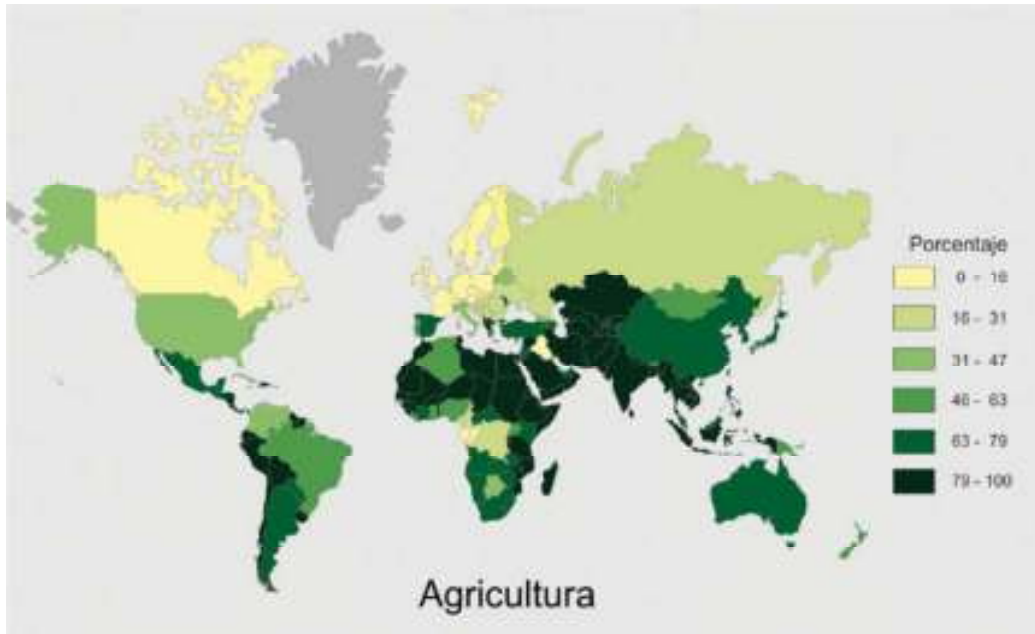 Porcentaje
0 - 16
16 - 31
31 - 47
46 - 63
63 - 79
79 - 100
Agricultura